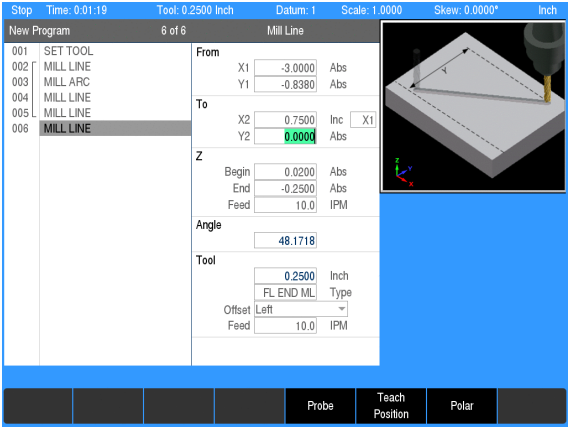 Stop Time: 0:01:19 Tool: 0.2500 Inch Datum: 1 Scale: 1.0000 Skew: 0.0000° Inch
New Program 6 of 6 Mill Line
001 SET TOOL
002 MILL LINE
003 MILL ARC
004 MILL LINE
005 MILL LINE
006 MILL LINE
From
X1 -3.0000 Abs
Y1 -0.8380 Abs
To
X2 0.7500 Inc X1
Y2 0.0000 Abs
Z
Begin 0.0200 Abs
End -0.2500 Abs
Feed 10.0 IPM
Angle
48.1718
Tool
0.2500 Inch
FL END ML Type
Offset Left
Feed 10.0 IPM
Y
Z
Y
X
Probe
Teach Position
Polar